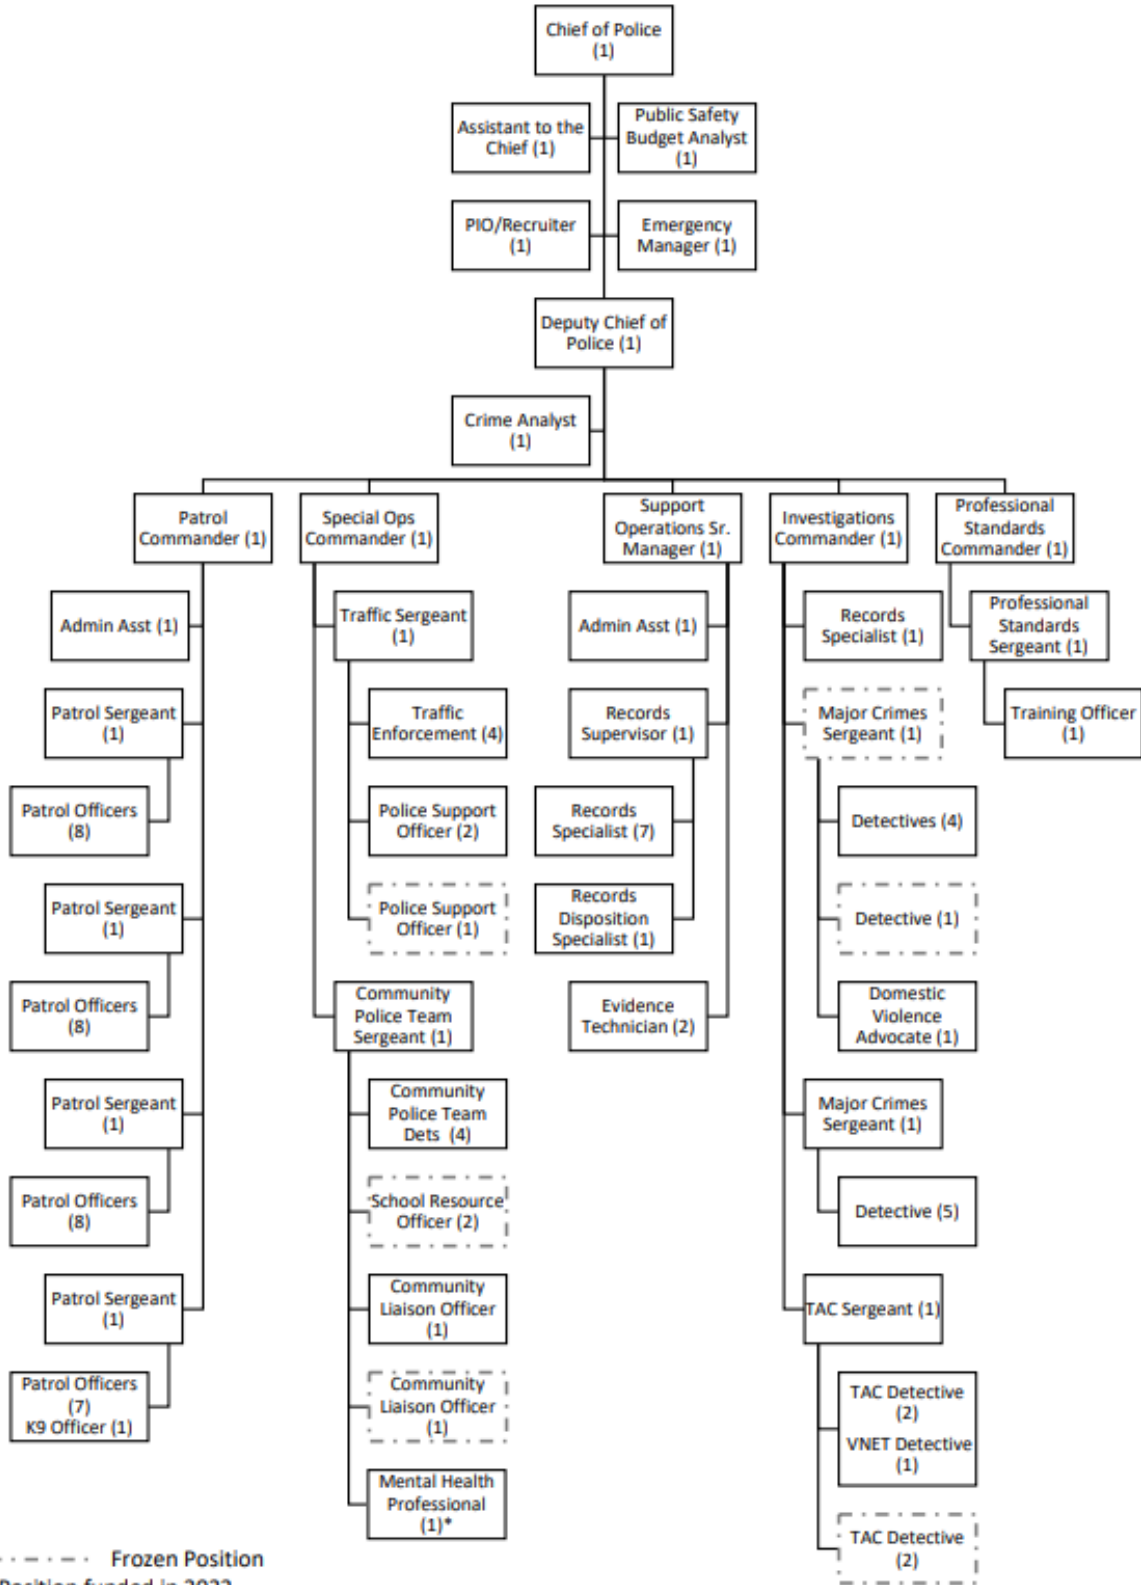 Chief of Police
(1)
Assistant to the
Chief (1)
Public Safety
Budget Analyst
(1)
PIO/Recruiter
(1)
Emergency
Manager (1)
Deputy Chief of
Police (1)
Crime Analyst
(1)
Patrol
Commander (1)
Admin Asst (1)
Patrol Sergeant
(1)
Patrol Officers
(8)
Patrol Sergeant
(1)
Patrol Officers
(8)
Patrol Sergeant
(1)
Patrol Officers
(8)
Patrol Sergeant
(1)
Patrol Officers
(7)
K9 Officer (1)
Special Ops
Commander (1)
Traffic Sergeant
(1)
Traffic
Enforcement (4)
Police Support
Officer (2)
Police Support
Officer (1)
Community
Police Team
Sergeant (1)
Community
Police Team
Dets (4)
School Resource
Officer (2)
Community
Liaison Officer
(1)
Community
Liaison Officer
(1)
Mental Health
Professional
(1)*
Support
Operations Sr.
Manager (1)
Admin Asst (1)
Records
Supervisor (1)
Records
Specialist (7)
Records
Disposition
Specialist (1)
Evidence
Technician (2)
Investigations
Commander (1)
Records
Specialist (1)
Major Crimes
Sergeant (1)
Detectives (4)
Detective (1)
Domestic
Violence
Advocate (1)
Major Crimes
Sergeant (1)
Detective (5)
TAC Sergeant (1)
TAC Detective
(2)
VNET Detective
(1)
TAC Detective
(2)
Professional
Standards
Commander (1)
Professional
Standards
Sergeant (1)
Training Officer
(1)
Frozen Position
Position funded in 2022